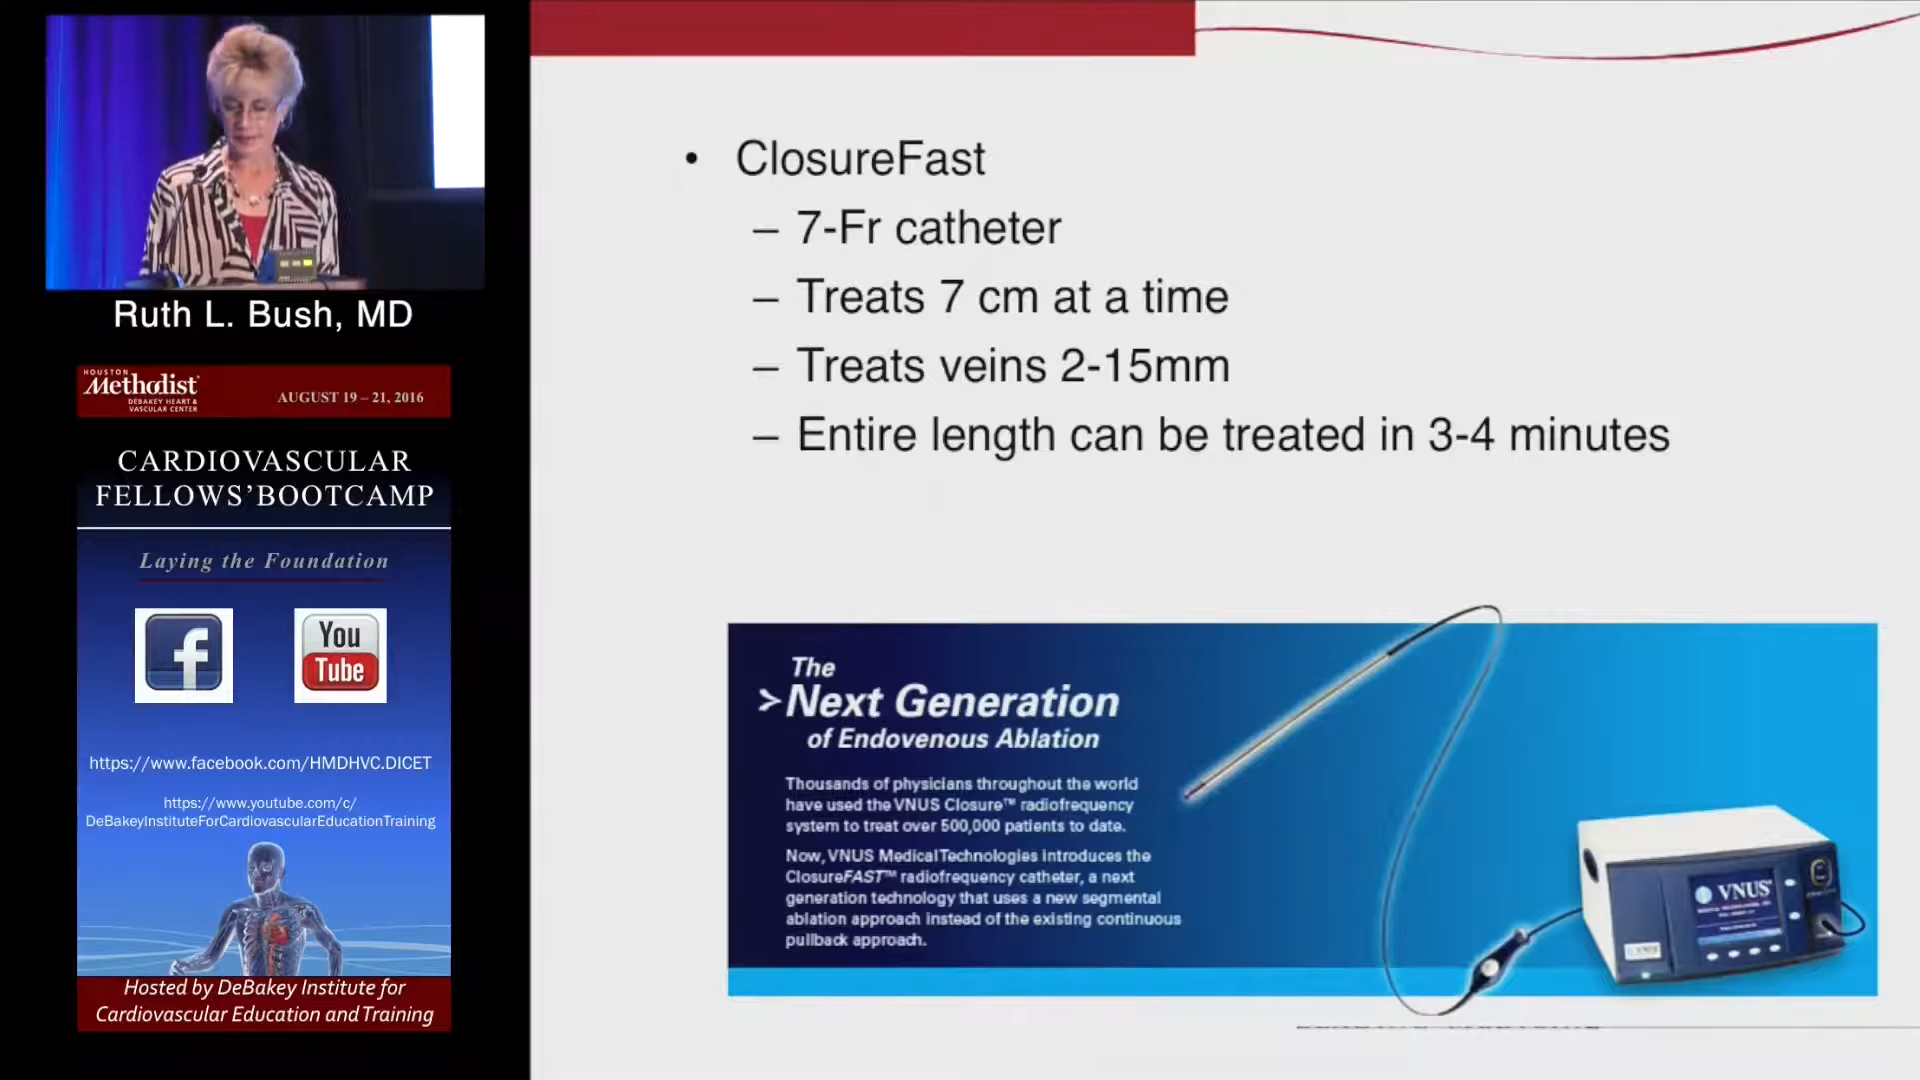 Ruth L. Bush, MD
HOUSTON
Methodist
DEBAKEY HEART &
VASCULAR CENTER
AUGUST 19 – 21, 2016
CARDIOVASCULAR
FELLOWS’BOOTCAMP
Laying the Foundation
f
You
Tube
https://www.facebook.com/HMDHVC.DICET
https://www.youtube.com/c/
DeBakeyInstituteForCardiovascularEducationTraining
Hosted by DeBakey Institute for
Cardiovascular Education and Training
• ClosureFast
– 7-Fr catheter
– Treats 7 cm at a time
– Treats veins 2-15mm
– Entire length can be treated in 3-4 minutes
The
>Next Generation
of Endovenous Ablation
Thousands of physicians throughout the world
have used the VNUS Closure™ radiofrequency
system to treat over 500,000 patients to date.
Now, VNUS Medical Technologies introduces the
ClosureFAST™ radiofrequency catheter, a next
generation technology that uses a new segmental
ablation approach instead of the existing continuous
pullback approach.
VNUS